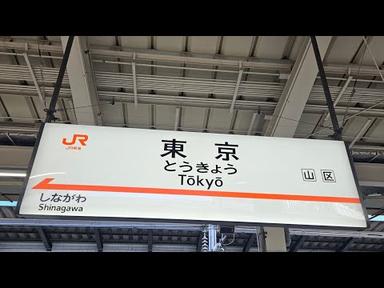 JR
JR東海
東京
とうきょう
Tōkyō
山 区
しながわ
Shinagawa